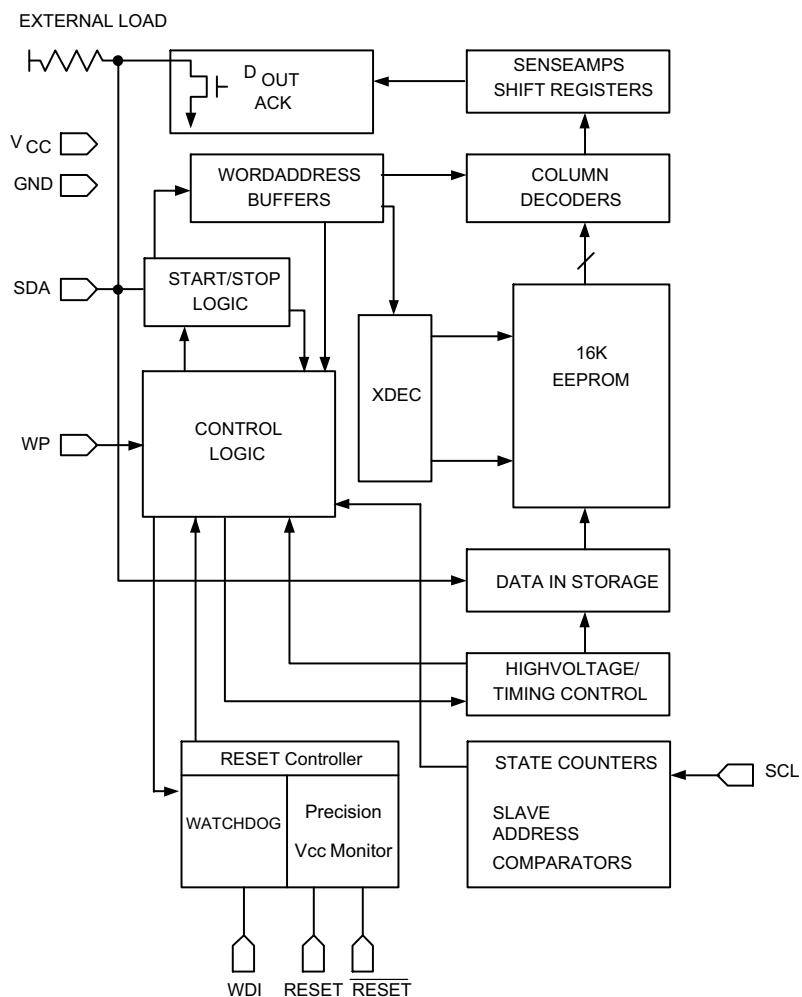 EXTERNAL LOAD
DOUT
ACK
SENSEAMPS
SHIFT REGISTERS
VCC
GND
WORDADDRESS
BUFFERS
COLUMN
DECODERS
SDA
START/STOP
LOGIC
XDEC
16K
EEPROM
WP
CONTROL
LOGIC
DATA IN STORAGE
HIGHVOLTAGE/
TIMING CONTROL
RESET Controller
WATCHDOG
Precision
Vcc Monitor
STATE COUNTERS
SLAVE
ADDRESS
COMPARATORS
SCL
WDI
RESET
RESET